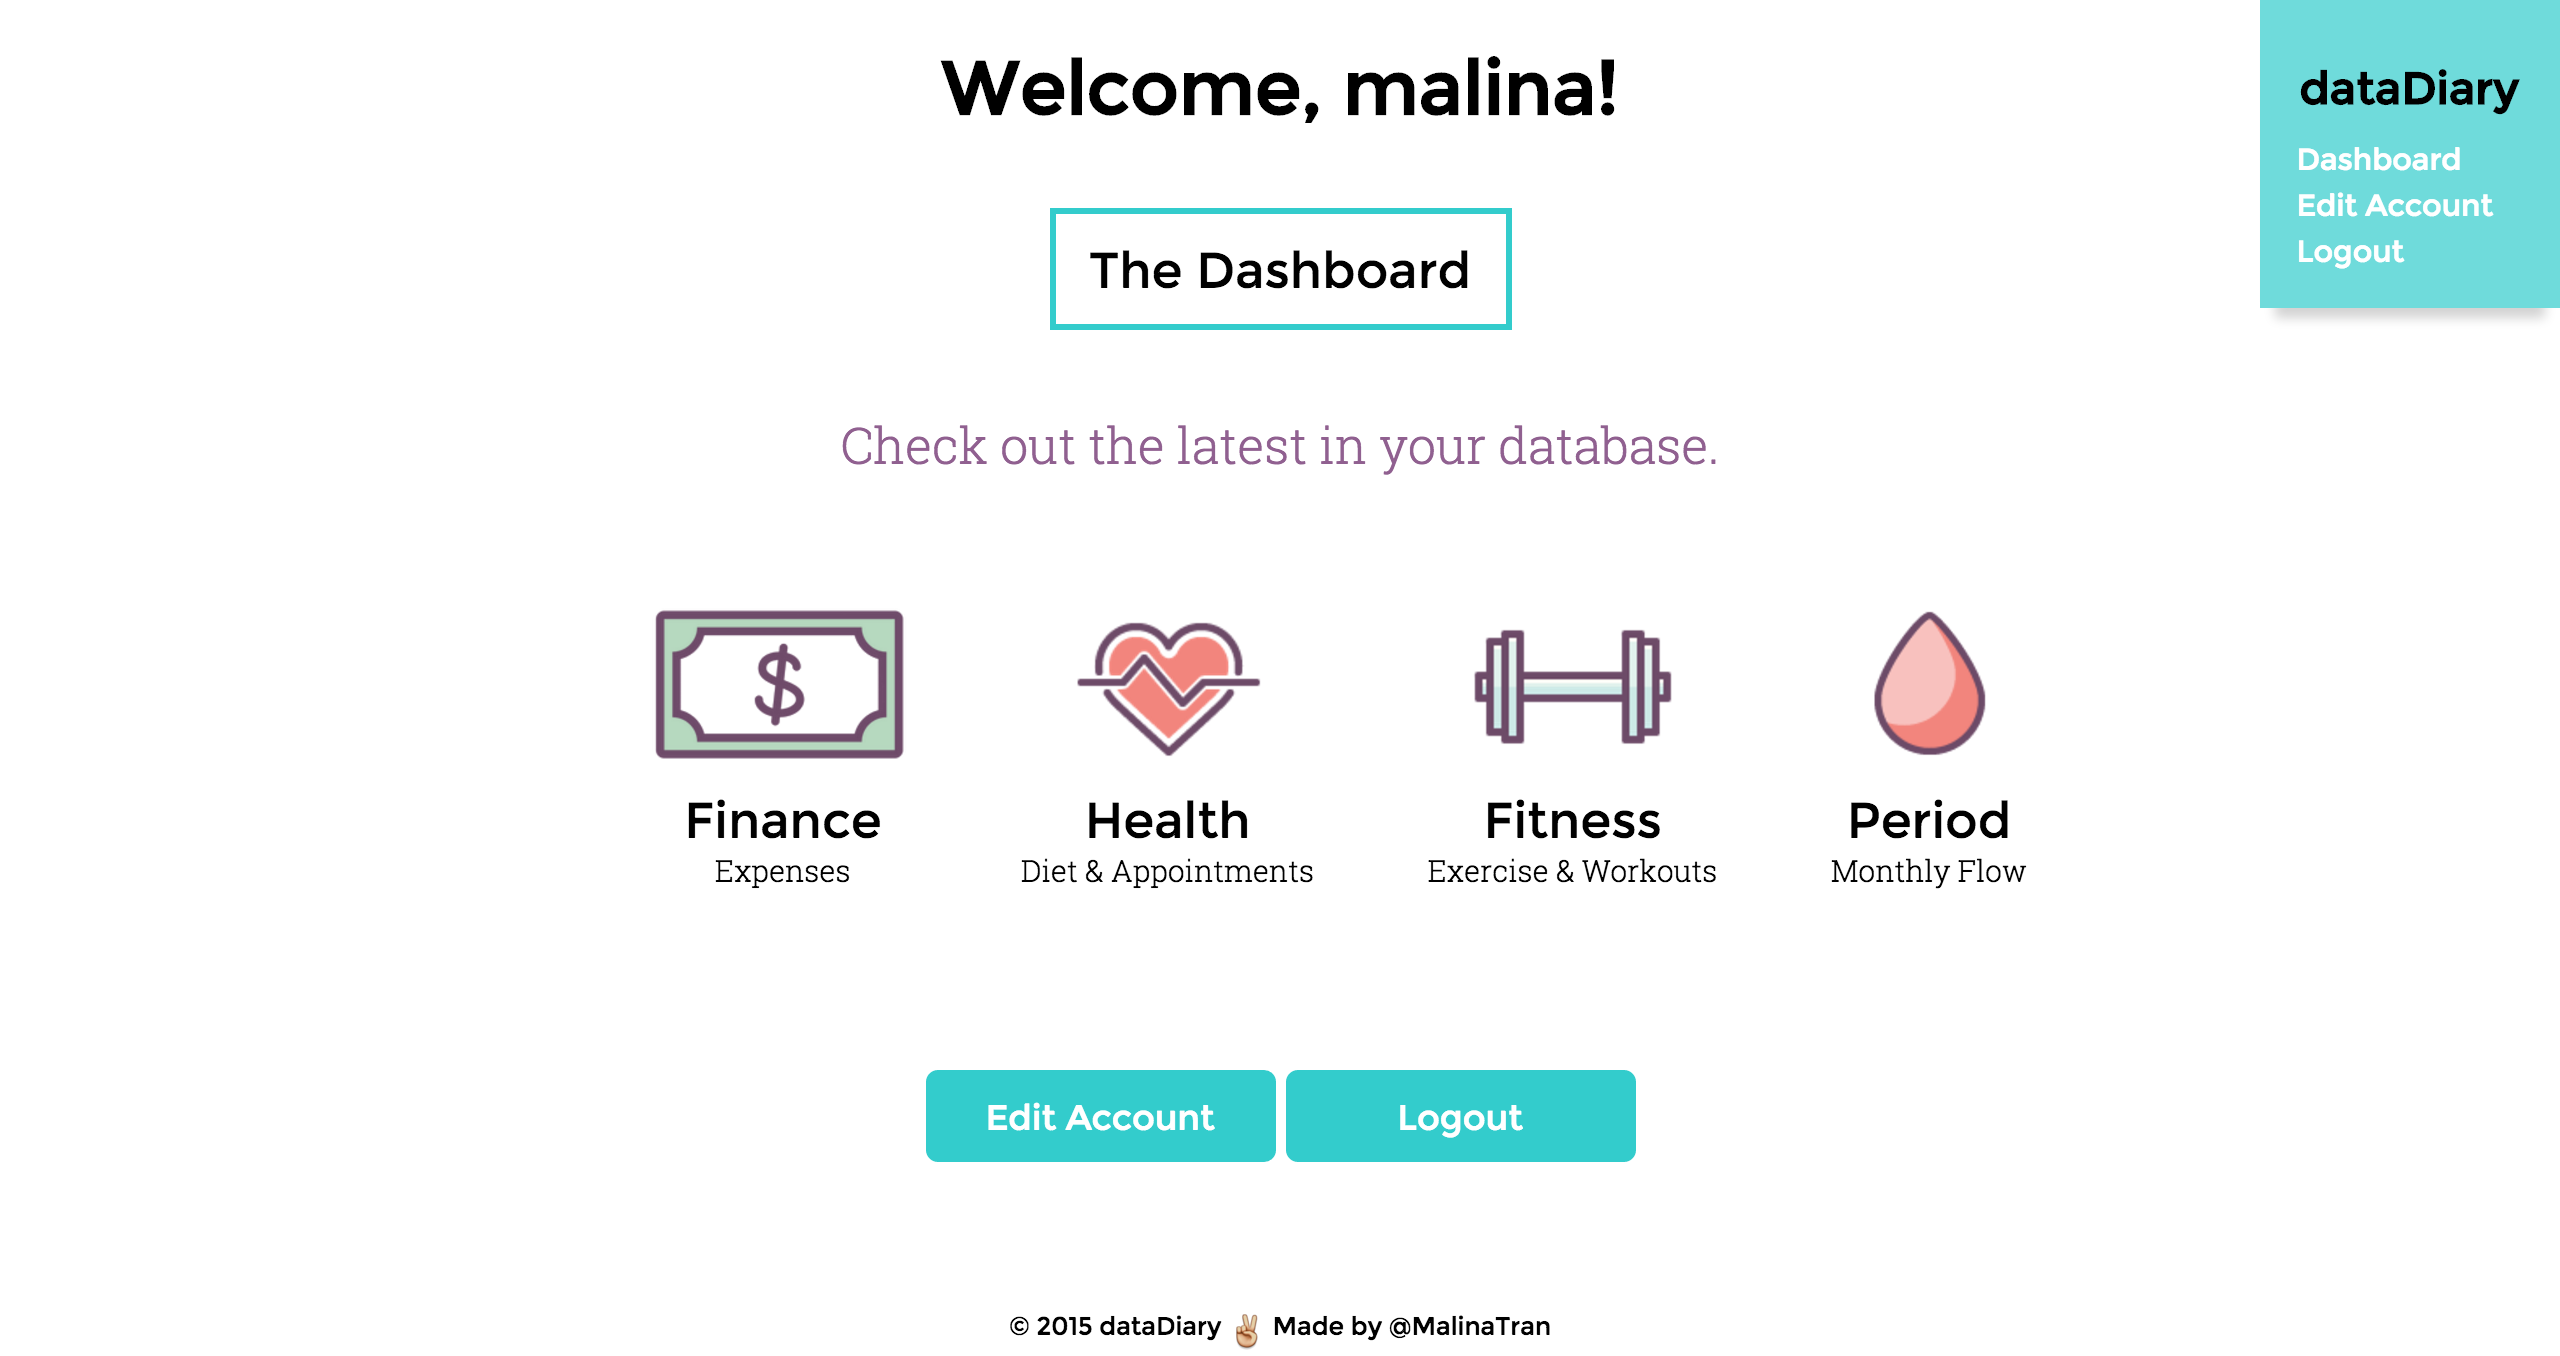 Welcome, malina!
dataDiary
Dashboard
Edit Account
Logout
The Dashboard
Check out the latest in your database.
$
Finance
Expenses
Health
Diet & Appointments
Fitness
Exercise & Workouts
Period
Monthly Flow
Edit Account
Logout
© 2015 dataDiary ✌ Made by @MalinaTran